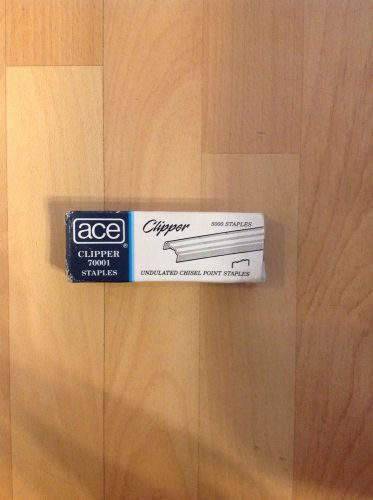 ace®
CLIPPER
70001
STAPLES
Clipper
5000 STAPLES
UNDULATED CHISEL POINT STAPLES